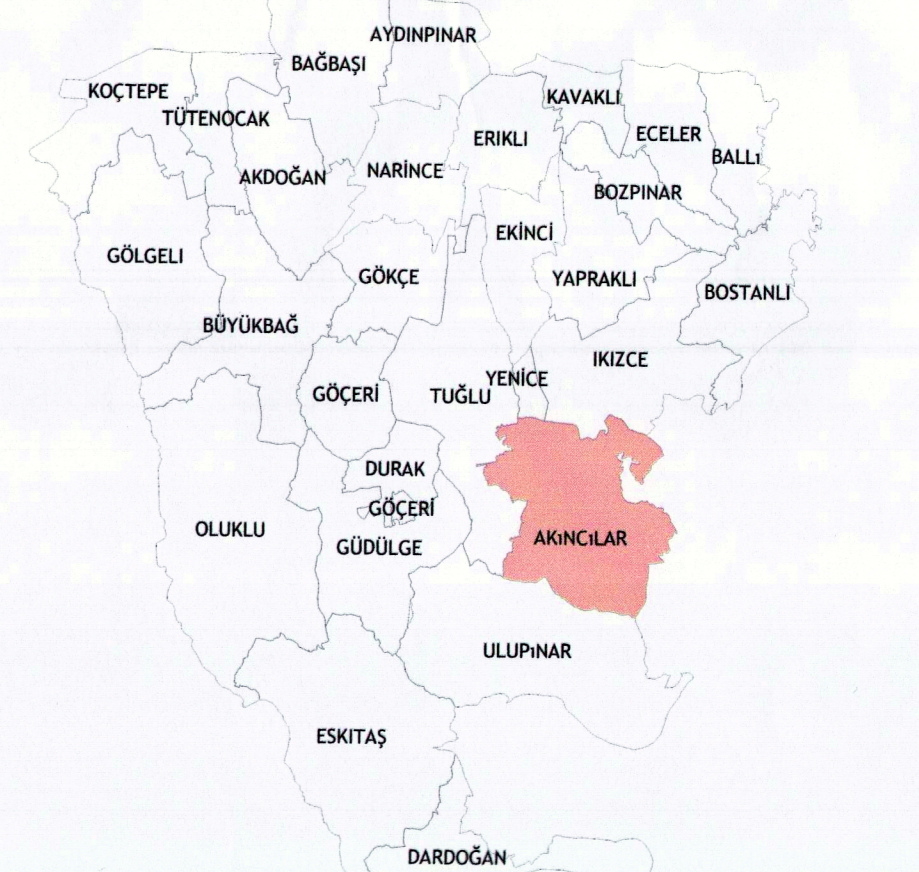 AYDINPINAR
BAĞBAŞI
KOÇTEPE
KAVAKLI
TÜTENOCAK
ERIKLI
ECELER
BALLı
NARİNCE
AKDOĞAN
BOZPINAR
EKİNCİ
GÖLGELI
GÖKÇE
YAPRAKLI
BOSTANLI
BÜYÜKBAĞ
IKIZCE
YENİCE
GÖÇERİ
TUĞLU
DURAK
GÖÇERİ
OLUKLU
AKıNCıLAR
GÜDÜLGE
ULUPıNAR
ESKITAŞ
DARDOĞAN